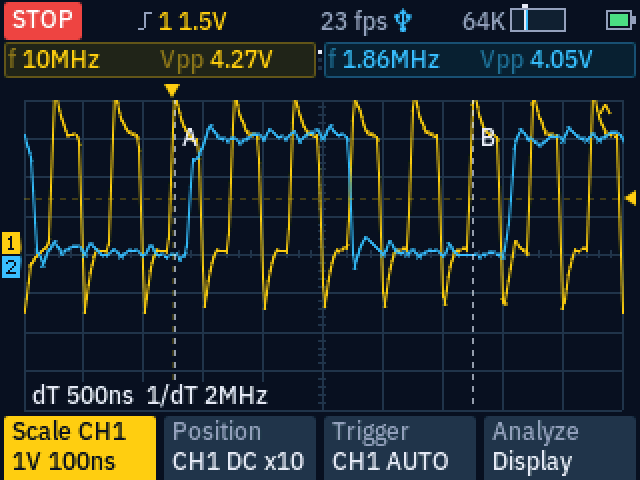 STOP 1 1.5V 23 fps 64K
f 10MHz Vpp 4.27V f 1.86MHz Vpp 4.05V
A B
1
2
dT 500ns 1/dT 2MHz
Scale CH1 Position Trigger Analyze
1V 100ns CH1 DC x10 CH1 AUTO Display